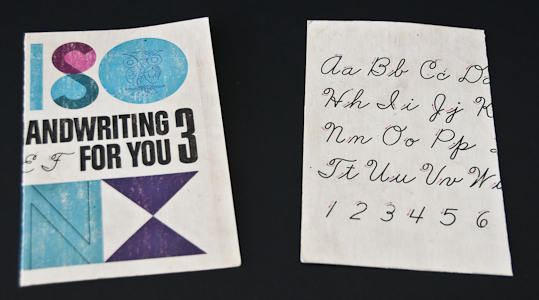 ISO
ANDWRITING
FOR YOU 3
E F
N X
Aa Bb Cc Da
Hh Ii Jj K
Nn Oo Pp
Tt Uu Vv W
1 2 3 4 5 6